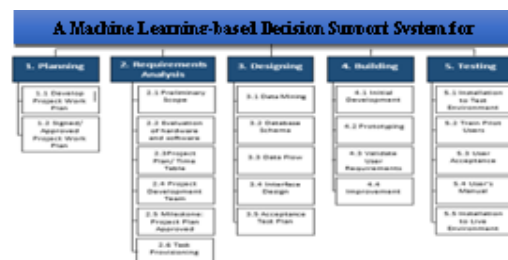 A Machine Learning-based Decision Support System for
1. Planning
1.1 Develop
Project Work
Plan
1.2 Signed/
Approved
Project Work
Plan
2. Requirements
Analysis
2.1 Preliminary
Scope
2.2 Evaluation
of hardware
and software
2.3Project
Plan/ Time
Table
2.4 Project
Development
Team
2.5 Milestone:
Project Plan
Approved
2.6 Task
Provisioning
3. Designing
3.1 Data Mining
3.2 Database
Schema
3.3 Data Flow
3.4 Interface
Design
3.5 Acceptance
Test Plan
4. Building
4.1 Initial
Development
4.2 Prototyping
4.3 Validate
User
Requirements
4.4
Improvement
5. Testing
5.1 Installation
to Test
Environment
5.2 Train Pilot
Users
5.3 User
Acceptance
5.4 User's
Manual
5.5 Installation
to Live
Environment